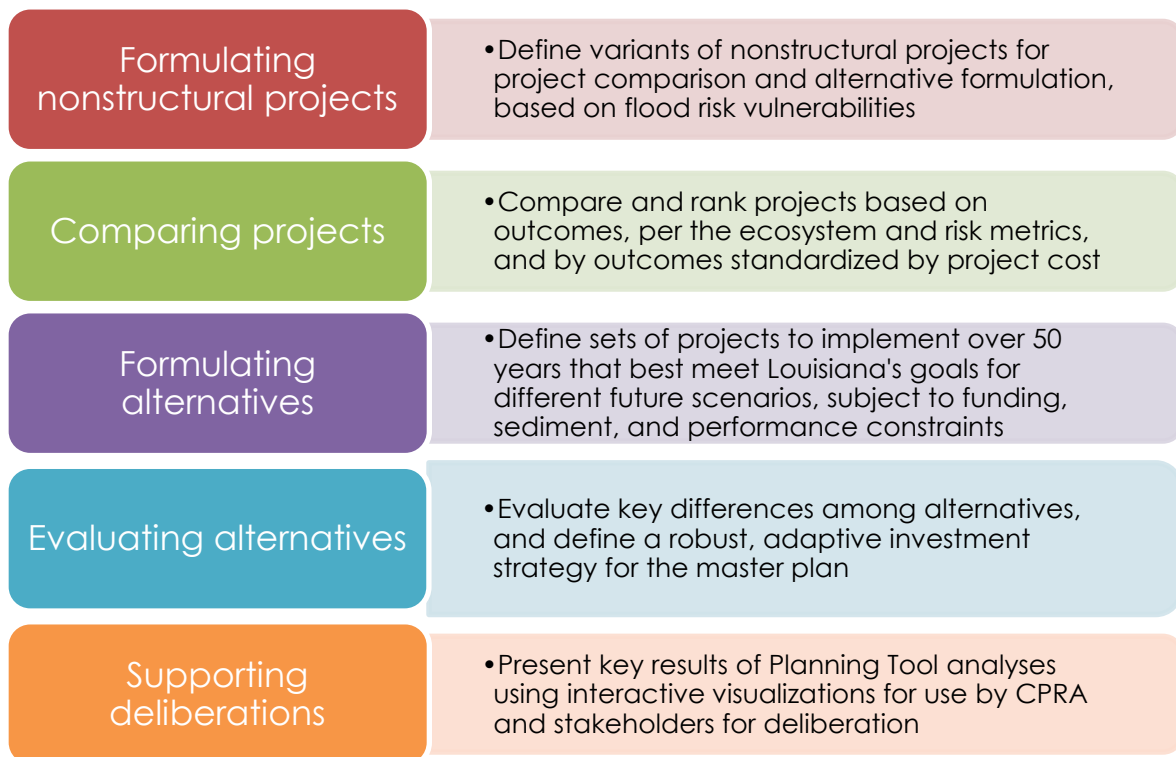 Formulating
nonstructural projects
•Define variants of nonstructural projects for
project comparison and alternative formulation,
based on flood risk vulnerabilities
Comparing projects
•Compare and rank projects based on
outcomes, per the ecosystem and risk metrics,
and by outcomes standardized by project cost
Formulating
alternatives
•Define sets of projects to implement over 50
years that best meet Louisiana's goals for
different future scenarios, subject to funding,
sediment, and performance constraints
Evaluating alternatives
•Evaluate key differences among alternatives,
and define a robust, adaptive investment
strategy for the master plan
Supporting
deliberations
•Present key results of Planning Tool analyses
using interactive visualizations for use by CPRA
and stakeholders for deliberation